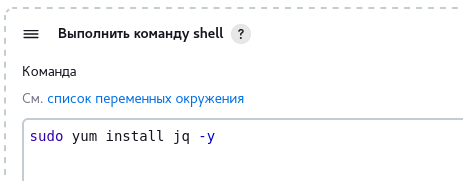 Выполнить команду shell ?
Команда
См. список переменных окружения
sudo yum install jq -y